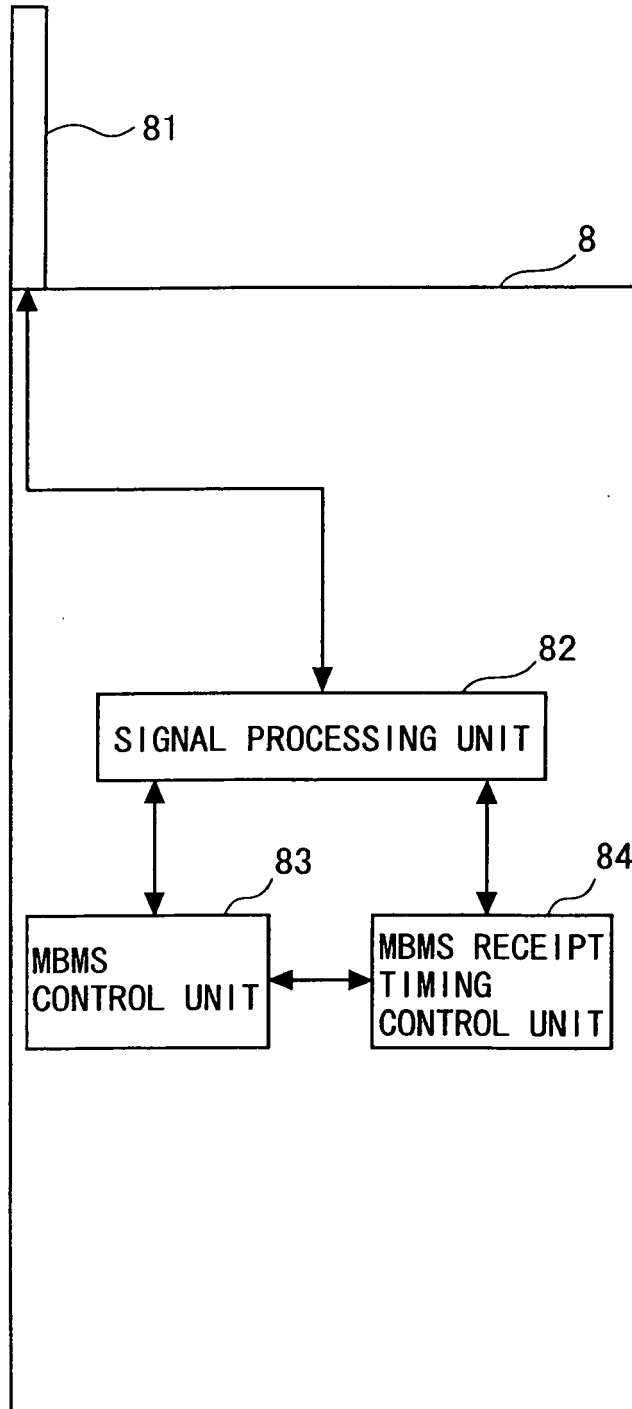 81
8
82
SIGNAL PROCESSING UNIT
83
84
MBMS
CONTROL UNIT
MBMS RECEIPT
TIMING
CONTROL UNIT